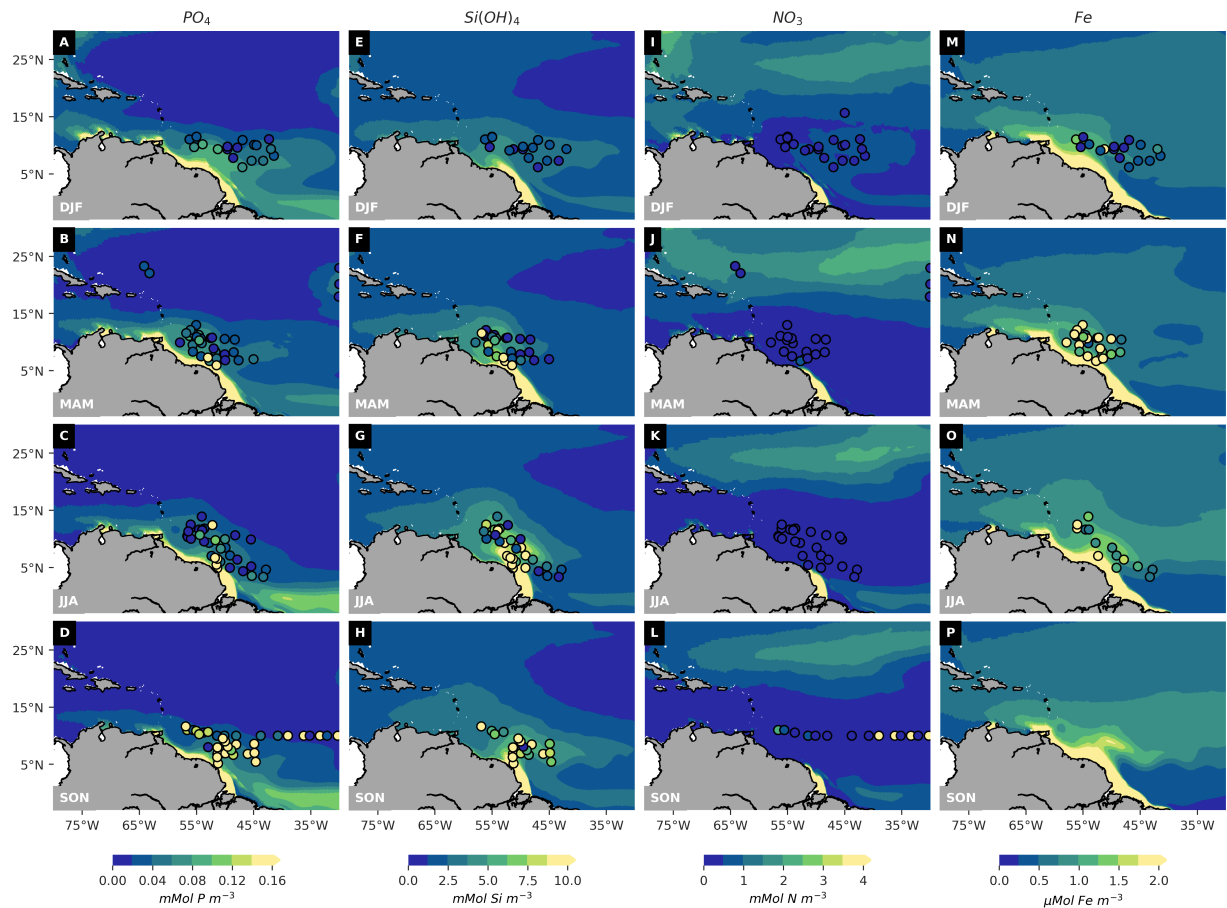 PO₄ Si(OH)₄ NO₃ Fe
A E I M
25°N
15°N
5°N
DJF DJF DJF DJF
B F J N
25°N
15°N
5°N
MAM MAM MAM MAM
C G K O
25°N
15°N
5°N
JJA JJA JJA JJA
D H L P
25°N
15°N
5°N
SON SON SON SON
75°W 65°W 55°W 45°W 35°W 75°W 65°W 55°W 45°W 35°W 75°W 65°W 55°W 45°W 35°W 75°W 65°W 55°W 45°W 35°W
0.00 0.04 0.08 0.12 0.16 0.0 2.5 5.0 7.5 10.0 0 1 2 3 4 0.0 0.5 1.0 1.5 2.0
mMol P m⁻³ mMol Si m⁻³ mMol N m⁻³ μMol Fe m⁻³